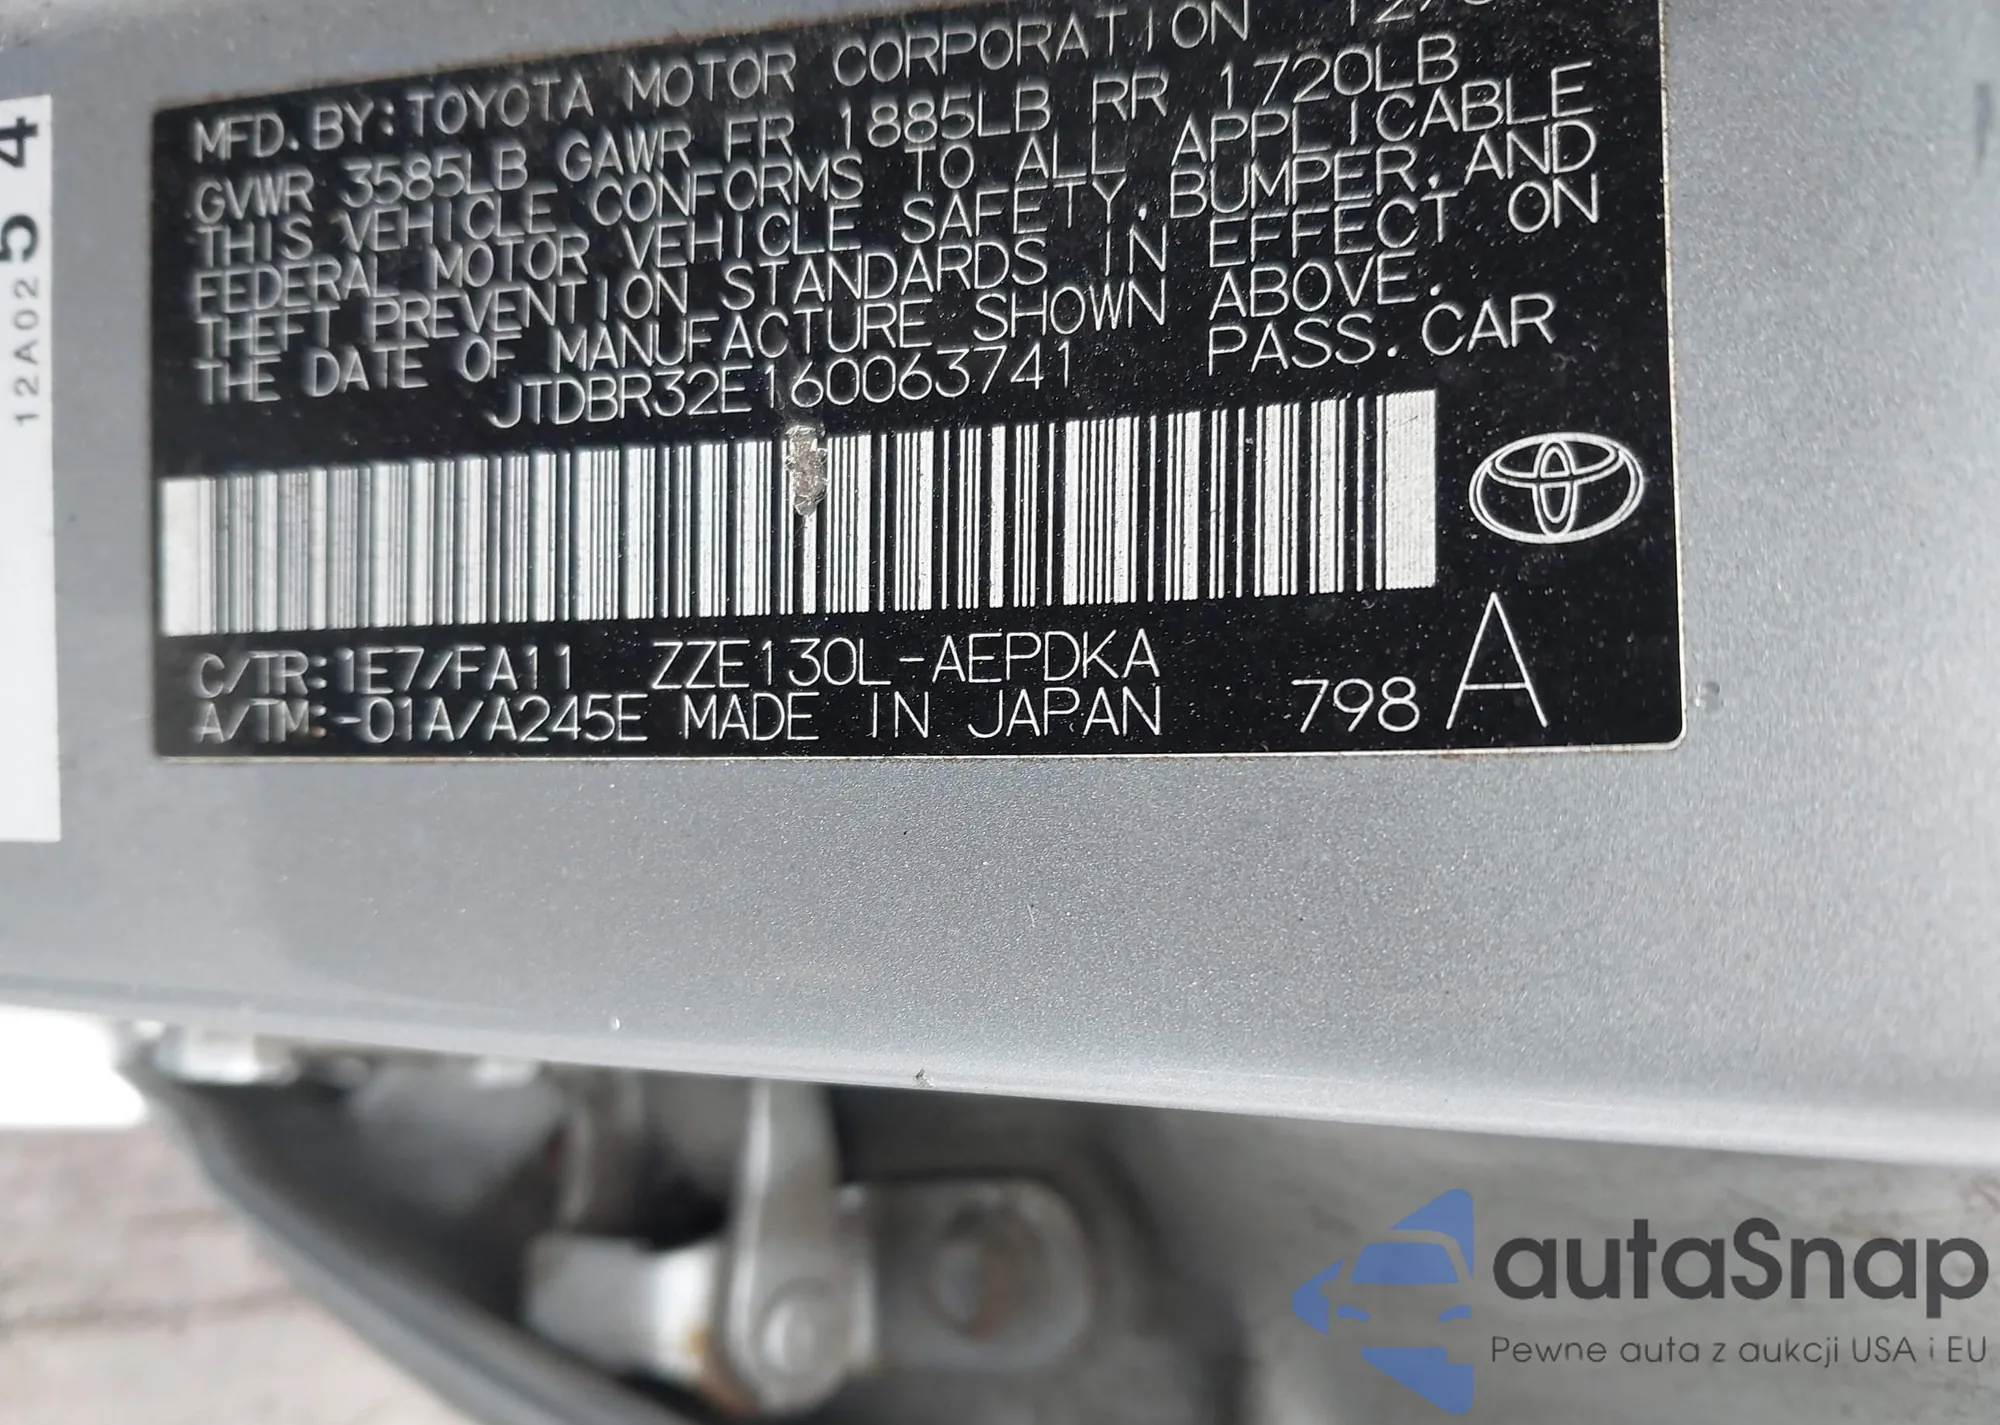 MFD. BY: TOYOTA MOTOR CORPORATION
GVWR 3585LB GAWR FR 1885LB RR 1720LB
THIS VEHICLE CONFORMS TO ALL APPLICABLE
FEDERAL MOTOR VEHICLE SAFETY, BUMPER, AND
THEFT PREVENTION STANDARDS IN EFFECT ON
THE DATE OF MANUFACTURE SHOWN ABOVE.
JTDBR32E160063741 PASS. CAR
C/TR: 1E7/FA11 ZZE130L-AEPDKA
A/TM: -01A/A245E MADE IN JAPAN 798 A
54
12A02
autaSnap
Pewne auta z aukcji USA i EU